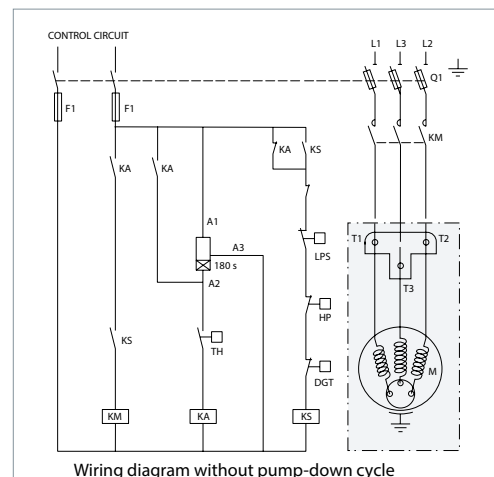 CONTROL CIRCUIT
L1 L3 L2
Q1
F1 F1
KM
KA KA KA KS
A1
A3
180 s
A2
LPS
T1 T2
T3
HP
KS TH
DGT
M
KM KA KS
Wiring diagram without pump-down cycle